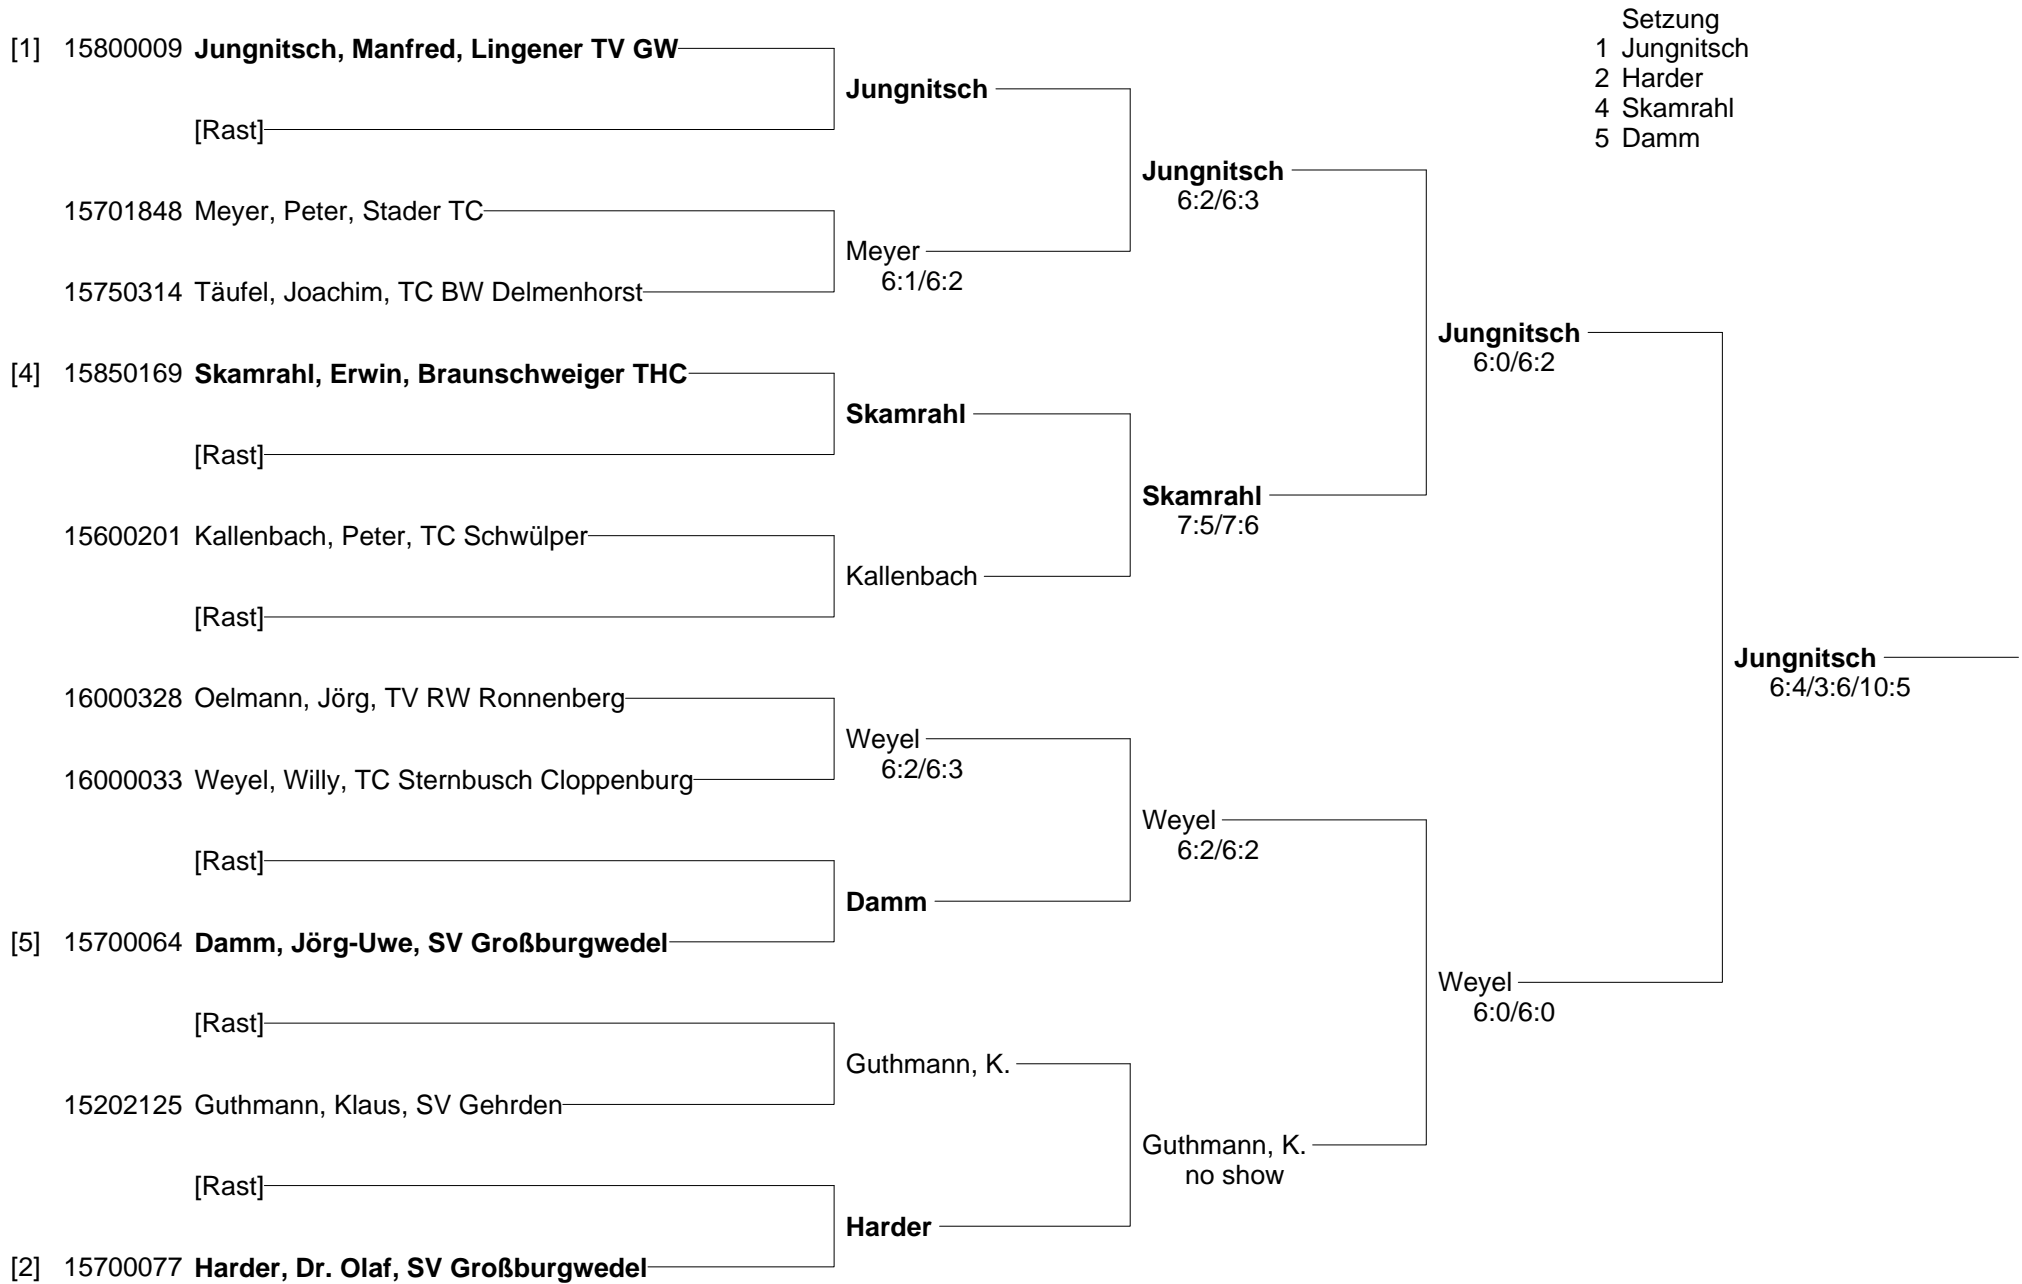 Setzung
1 Jungnitsch
2 Harder
4 Skamrahl
5 Damm
[1] 15800009 Jungnitsch, Manfred, Lingener TV GW
[Rast]
15701848 Meyer, Peter, Stader TC
15750314 Täufel, Joachim, TC BW Delmenhorst
[4] 15850169 Skamrahl, Erwin, Braunschweiger THC
[Rast]
15600201 Kallenbach, Peter, TC Schwülper
[Rast]
16000328 Oelmann, Jörg, TV RW Ronnenberg
16000033 Weyel, Willy, TC Sternbusch Cloppenburg
[Rast]
[5] 15700064 Damm, Jörg-Uwe, SV Großburgwedel
[Rast]
15202125 Guthmann, Klaus, SV Gehrden
[Rast]
[2] 15700077 Harder, Dr. Olaf, SV Großburgwedel
Jungnitsch
Meyer
6:1/6:2
Skamrahl
Kallenbach
Weyel
6:2/6:3
Damm
Guthmann, K.
Harder
Jungnitsch
6:2/6:3
Skamrahl
7:5/7:6
Weyel
6:2/6:2
Guthmann, K.
no show
Jungnitsch
6:0/6:2
Weyel
6:0/6:0
Jungnitsch
6:4/3:6/10:5